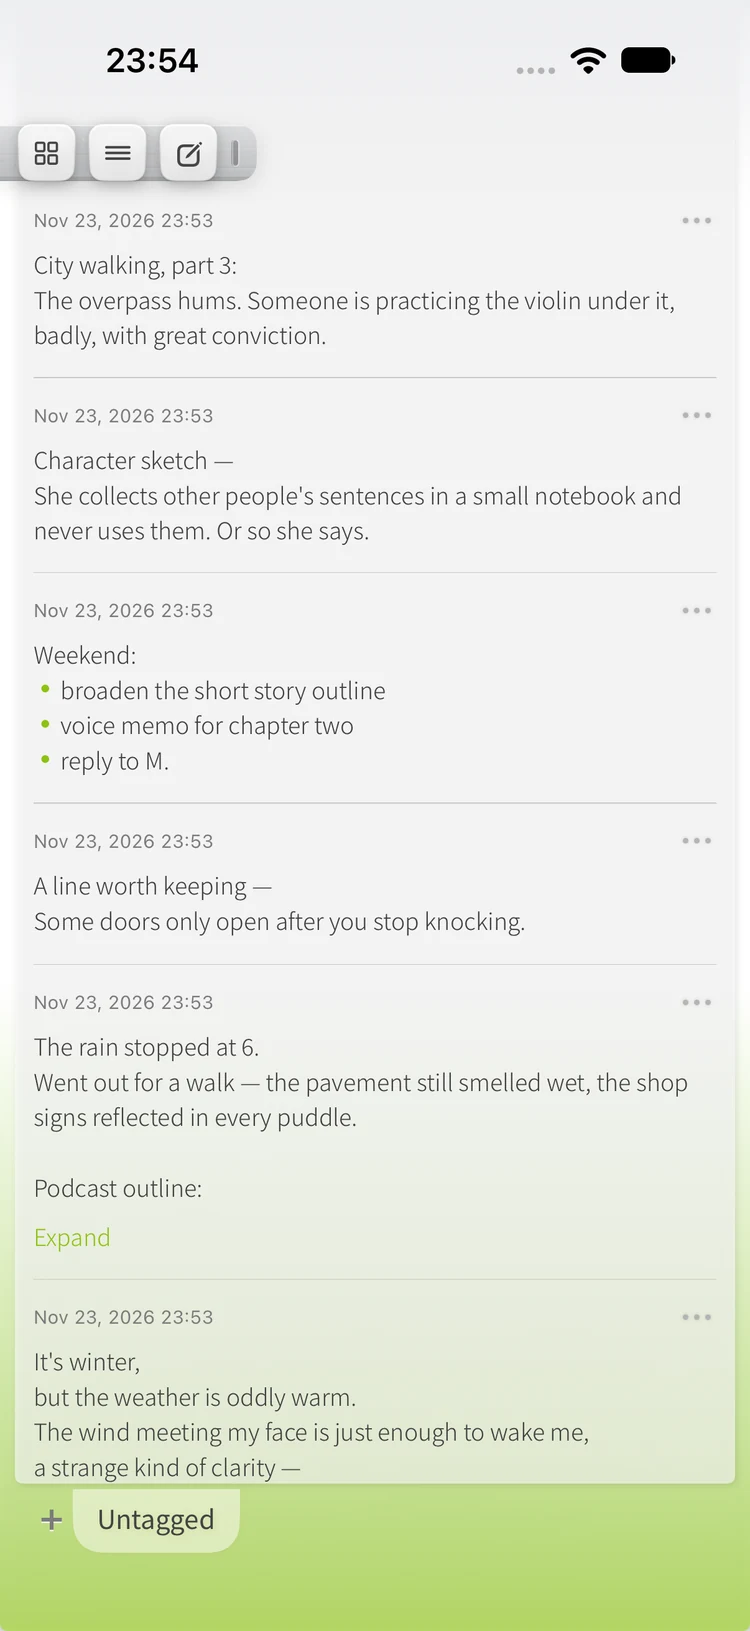 23:54
Nov 23, 2026 23:53
City walking, part 3:
The overpass hums. Someone is practicing the violin under it,
badly, with great conviction.
Nov 23, 2026 23:53
Character sketch —
She collects other people's sentences in a small notebook and
never uses them. Or so she says.
Nov 23, 2026 23:53
Weekend:
• broaden the short story outline
• voice memo for chapter two
• reply to M.
Nov 23, 2026 23:53
A line worth keeping —
Some doors only open after you stop knocking.
Nov 23, 2026 23:53
The rain stopped at 6.
Went out for a walk — the pavement still smelled wet, the shop
signs reflected in every puddle.
Podcast outline:
Expand
Nov 23, 2026 23:53
It's winter,
but the weather is oddly warm.
The wind meeting my face is just enough to wake me,
a strange kind of clarity —
Untagged